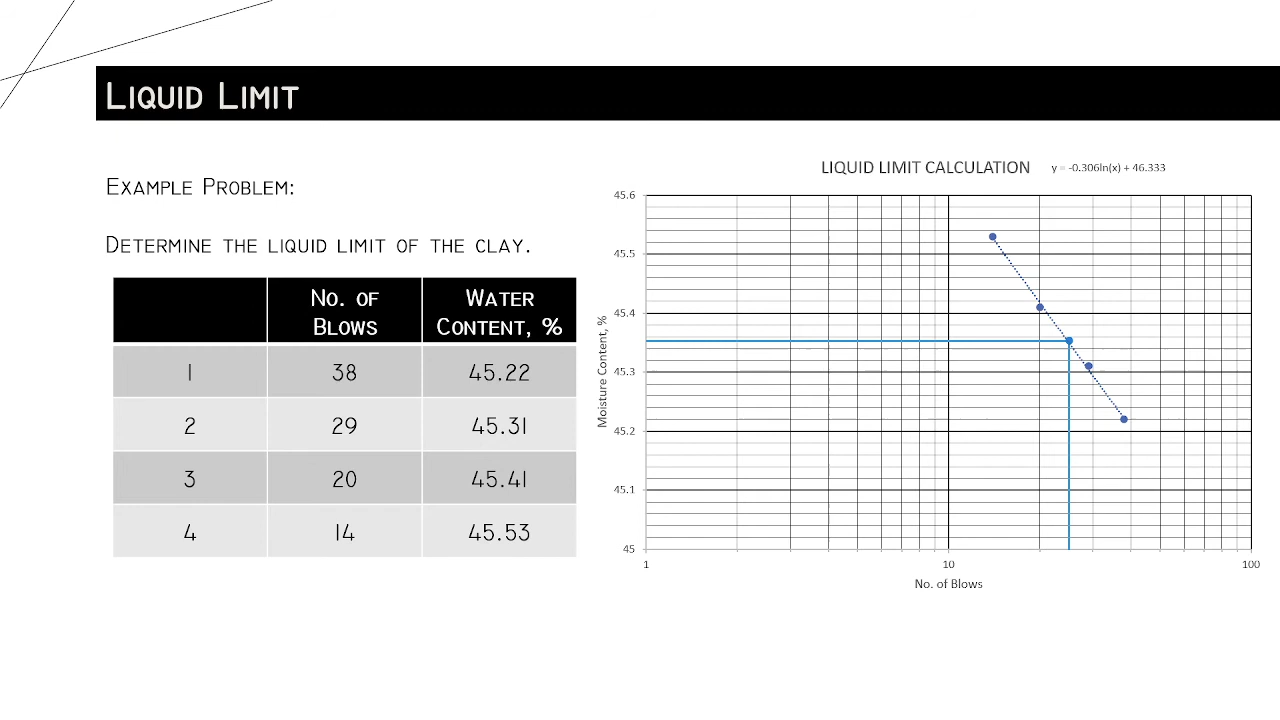 LIQUID LIMIT
EXAMPLE PROBLEM:
DETERMINE THE LIQUID LIMIT OF THE CLAY.
NO. OF BLOWS WATER CONTENT, %
1 38 45.22
2 29 45.31
3 20 45.41
4 14 45.53
LIQUID LIMIT CALCULATION y = -0.306ln(x) + 46.333
45.6
45.5
45.4
45.3
45.2
45.1
45
Moisture Content, %
1 10 100
No. of Blows